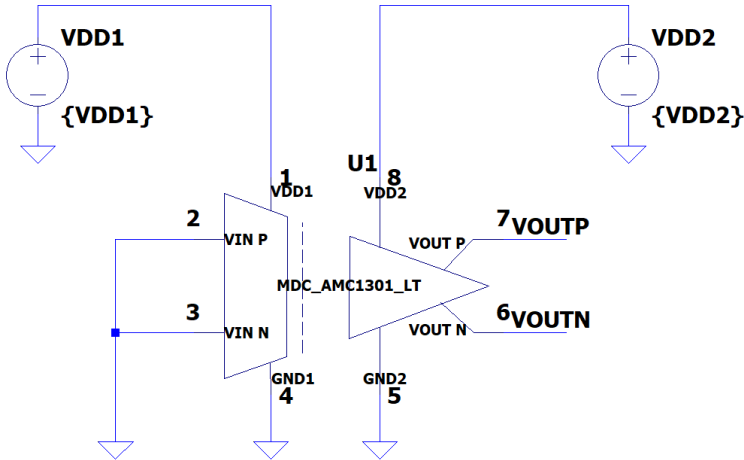 VDD1
{VDD1}
VDD2
{VDD2}
U1
1
VDD1
8
VDD2
2
VIN P
3
VIN N
MDC_AMC1301_LT
VOUT P
7
VOUTP
VOUT N
6
VOUTN
GND1
4
GND2
5